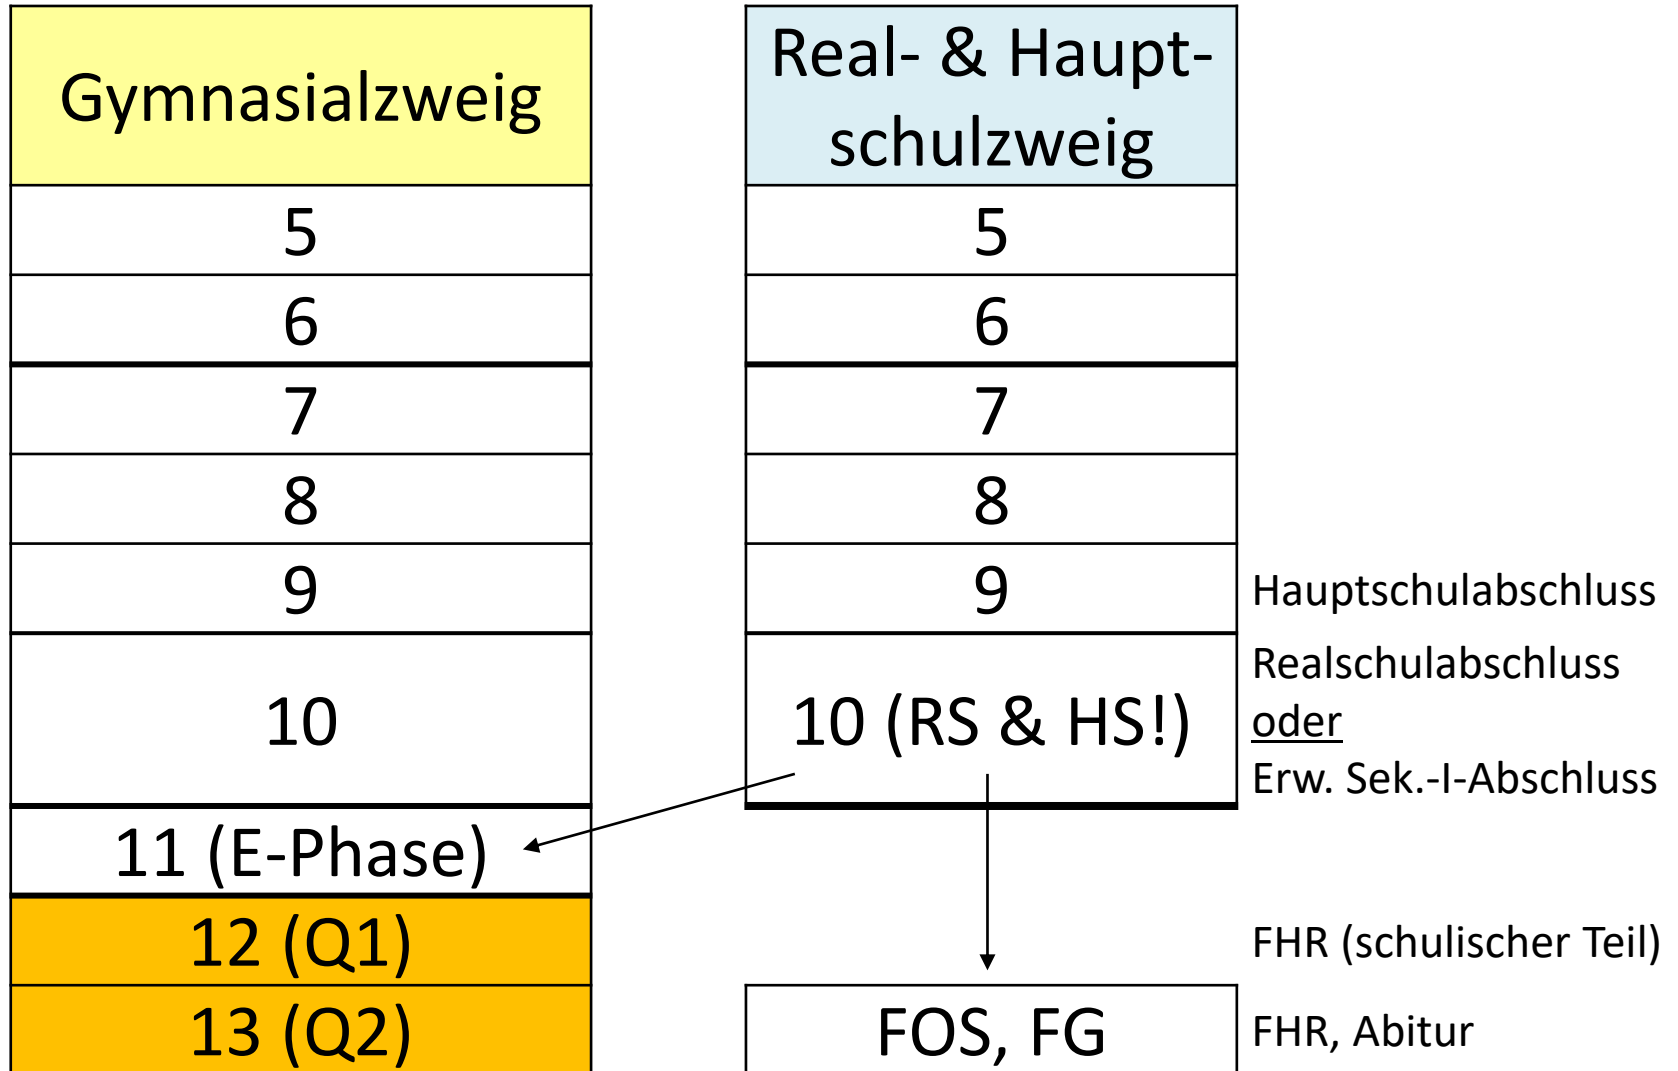 Gymnasialzweig
Real- & Haupt-
schulzweig
5
5
6
6
7
7
8
8
9
9
Hauptschulabschluss
10
10 (RS & HS!)
Realschulabschluss
oder
Erw. Sek.-I-Abschluss
11 (E-Phase)
12 (Q1)
FHR (schulischer Teil)
13 (Q2)
FOS, FG
FHR, Abitur